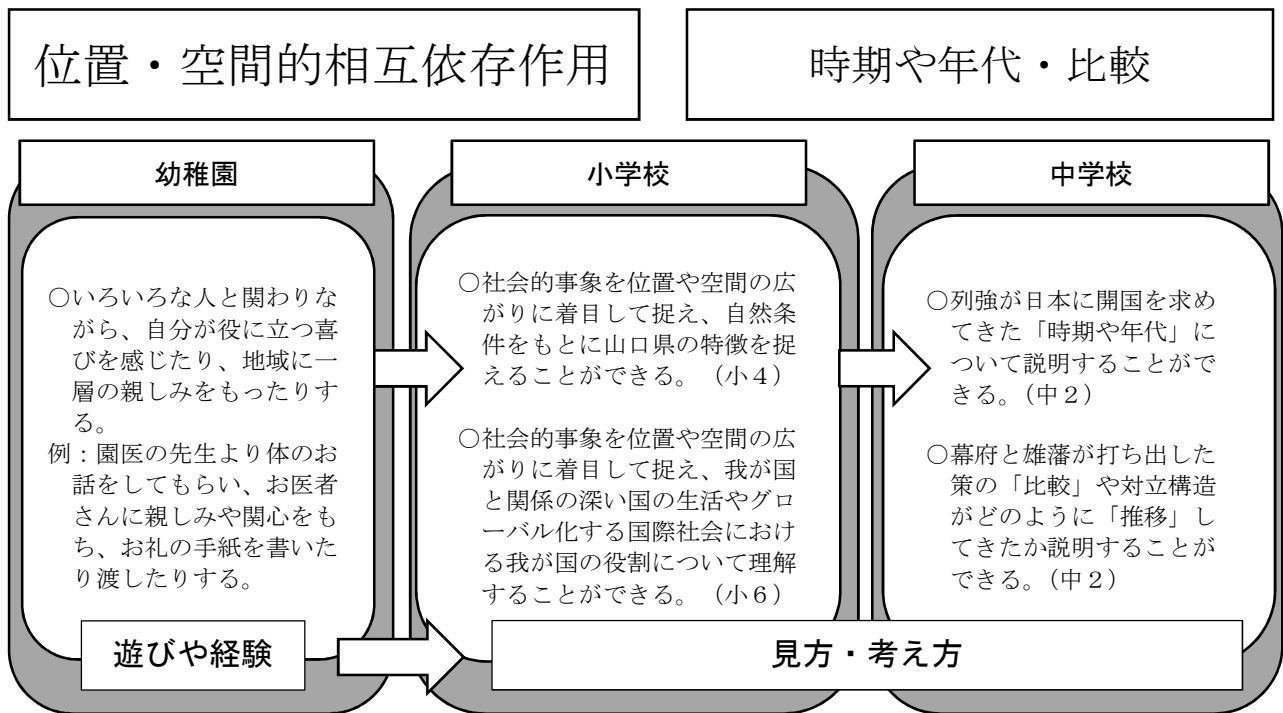 位置・空間的相互依存作用
時期や年代・比較
幼稚園
○いろいろな人と関わりな
がら、自分が役に立つ喜
びを感じたり、地域に一
層の親しみをもったりす
る。
例：園医の先生より体のお
話をしてもらい、お医者
さんに親しみや関心をも
ち、お礼の手紙を書いた
り渡したりする。
小学校
○社会的事象を位置や空間の広
がりに着目して捉え、自然条
件をもとに山口県の特徴を捉
えることができる。（小４）
○社会的事象を位置や空間の広
がりに着目して捉え、我が国
と関係の深い国の生活やグロ
ーバル化する国際社会におけ
る我が国の役割について理解
することができる。（小６）
中学校
○列強が日本に開国を求め
てきた「時期や年代」に
ついて説明することがで
きる。（中２）
○幕府と雄藩が打ち出した
策の「比較」や対立構造
がどのように「推移」し
てきたか説明することが
できる。（中２）
遊びや経験
見方・考え方